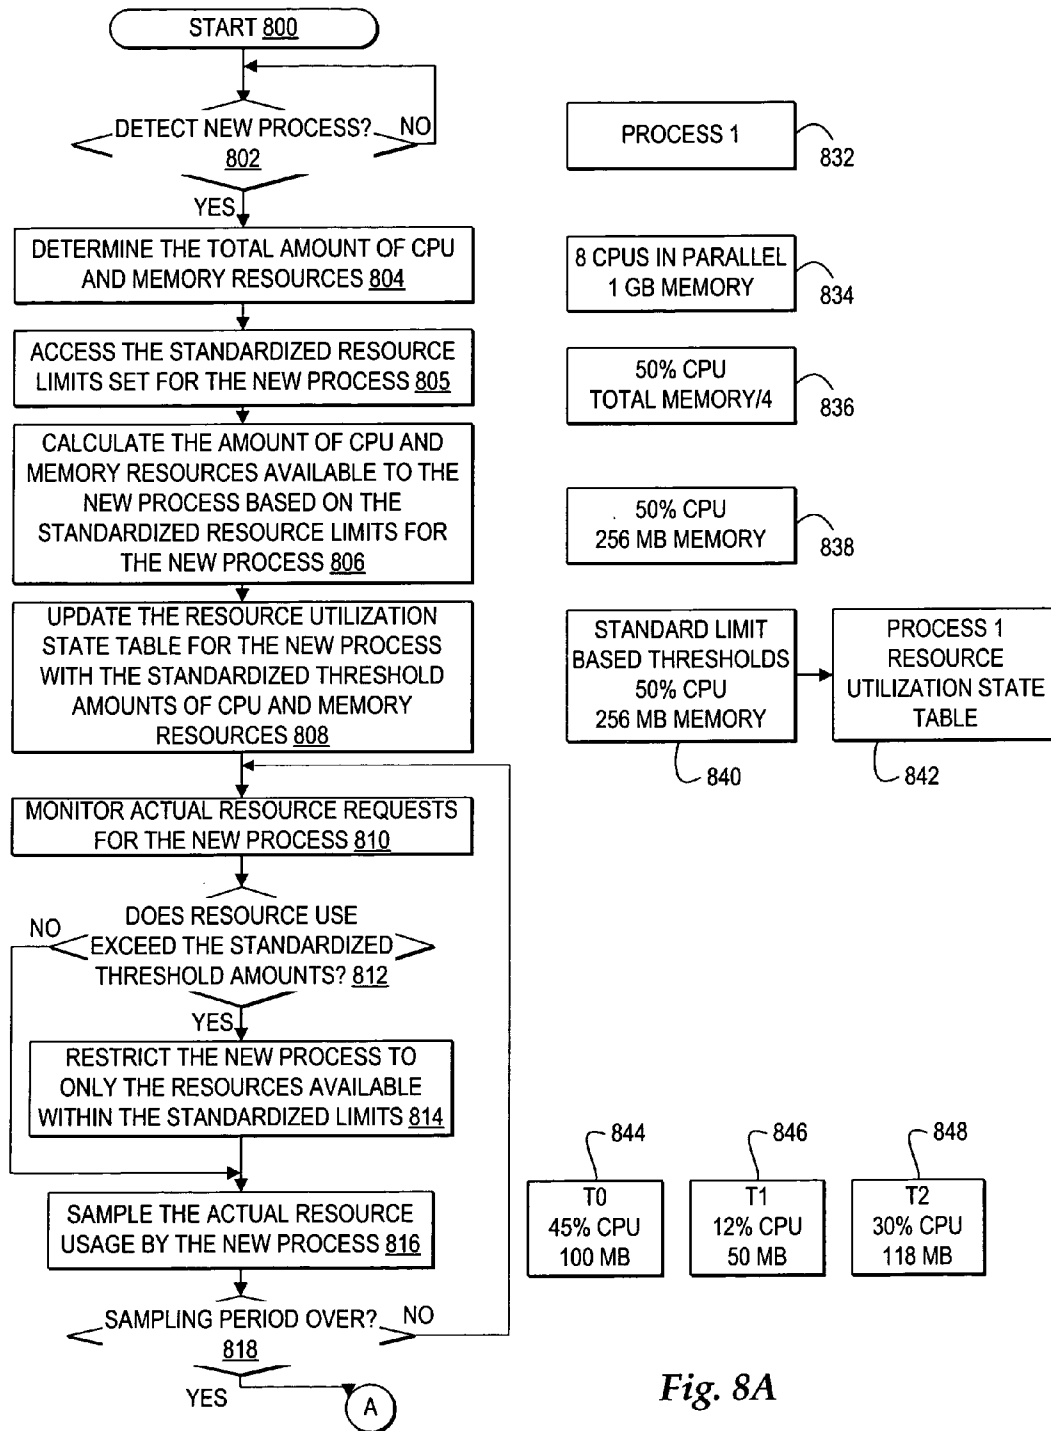 START 800
DETECT NEW PROCESS?
NO
802
YES
DETERMINE THE TOTAL AMOUNT OF CPU
AND MEMORY RESOURCES 804
ACCESS THE STANDARDIZED RESOURCE
LIMITS SET FOR THE NEW PROCESS 805
CALCULATE THE AMOUNT OF CPU AND
MEMORY RESOURCES AVAILABLE TO THE
NEW PROCESS BASED ON THE
STANDARDIZED RESOURCE LIMITS FOR
THE NEW PROCESS 806
UPDATE THE RESOURCE UTILIZATION
STATE TABLE FOR THE NEW PROCESS
WITH THE STANDARDIZED THRESHOLD
AMOUNTS OF CPU AND MEMORY
RESOURCES 808
MONITOR ACTUAL RESOURCE REQUESTS
FOR THE NEW PROCESS 810
DOES RESOURCE USE
EXCEED THE STANDARDIZED
THRESHOLD AMOUNTS? 812
NO
YES
RESTRICT THE NEW PROCESS TO
ONLY THE RESOURCES AVAILABLE
WITHIN THE STANDARDIZED LIMITS 814
SAMPLE THE ACTUAL RESOURCE
USAGE BY THE NEW PROCESS 816
SAMPLING PERIOD OVER?
NO
818
YES
A
PROCESS 1
832
8 CPUS IN PARALLEL
1 GB MEMORY
834
50% CPU
TOTAL MEMORY/4
836
50% CPU
256 MB MEMORY
838
STANDARD LIMIT
BASED THRESHOLDS
50% CPU
256 MB MEMORY
840
PROCESS 1
RESOURCE
UTILIZATION STATE
TABLE
842
844
T0
45% CPU
100 MB
846
T1
12% CPU
50 MB
848
T2
30% CPU
118 MB
Fig. 8A